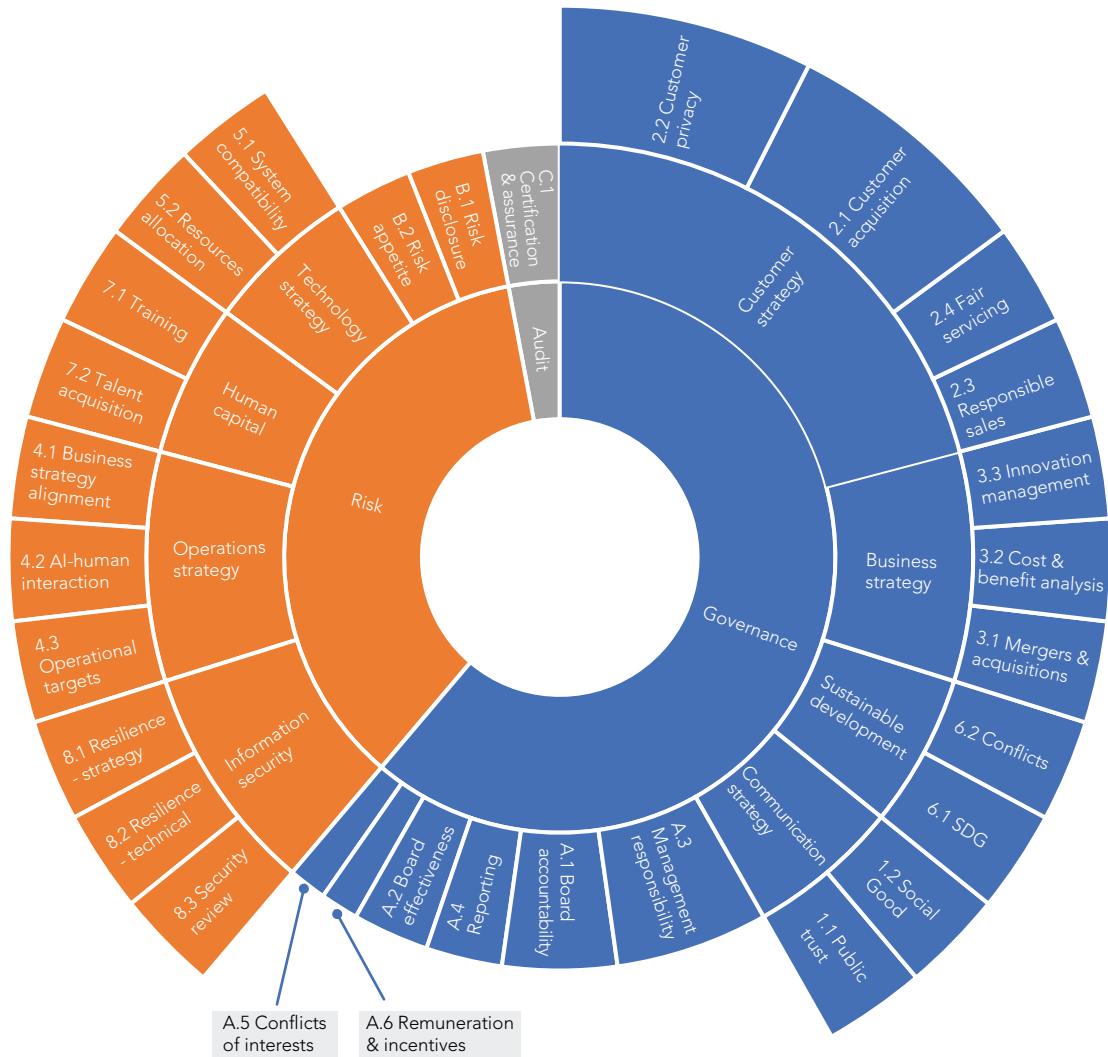 2.2 Customer
privacy
2.1 Customer
acquisition
2.4 Fair
servicing
2.3
Responsible
sales
3.3 Innovation
management
3.2 Cost &
benefit analysis
3.1 Mergers &
acquisitions
6.2 Conflicts
6.1 SDG
1.2 Social
Good
1.1 Public
trust
A.3
Management
responsibility
A.1 Board
accountability
A.4
Reporting
A.2 Board
effectiveness
A.6 Remuneration
& incentives
A.5 Conflicts
of interests
8.3 Security
review
8.2 Resilience
- technical
8.1 Resilience
- strategy
4.3
Operational
targets
4.2 AI-human
interaction
4.1 Business
strategy
alignment
7.2 Talent
acquisition
7.1 Training
5.2 Resources
allocation
5.1 System
compatibility
B.2 Risk
appetite
B.1 Risk
disclosure
C.1
Certification
& assurance
Customer
strategy
Business
strategy
Sustainable
development
Communication
strategy
Information
security
Operations
strategy
Human
capital
Technology
strategy
Audit
Governance
Risk